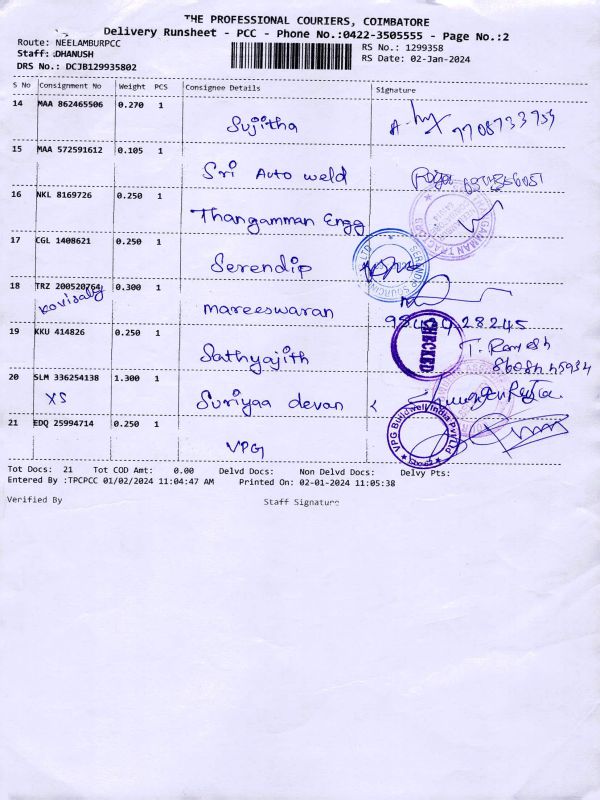 THE PROFESSIONAL COURIERS, COIMBATORE
Delivery Runsheet - PCC - Phone No.:0422-3505555 - Page No.:2
Route: NEELAMBURPCC
RS No.: 1299358
Staff: DHANUSH
RS Date: 02-Jan-2024
DRS No.: DCJB129935802
S No Consignment No Weight PCS Consignee Details Signature
14 MAA 862465506 0.270 1
Sujitha 7708733753
15 MAA 572591612 0.105 1
Sri Auto weld
16 NKL 8169726 0.250 1
Thangamman Engg
17 CGL 1408621 0.250 1
Serendip
18 TRZ 200520764 0.300 1
kovisaly
mareeswaran
19 KKU 414826 0.250 1
CHECKED
Sathyajith T. Ramesh
20 SLM 336254138 1.300 1
XS Suriyaa devan
21 EDQ 25994714 0.250 1
VPG Buildwell India Pvt Ltd
VPG
Tot Docs: 21 Tot COD Amt: 0.00 Delvd Docs: Non Delvd Docs: Delvy Pts:
Entered By :TPCPCC 01/02/2024 11:04:47 AM Printed On: 02-01-2024 11:05:38
Verified By Staff Signature